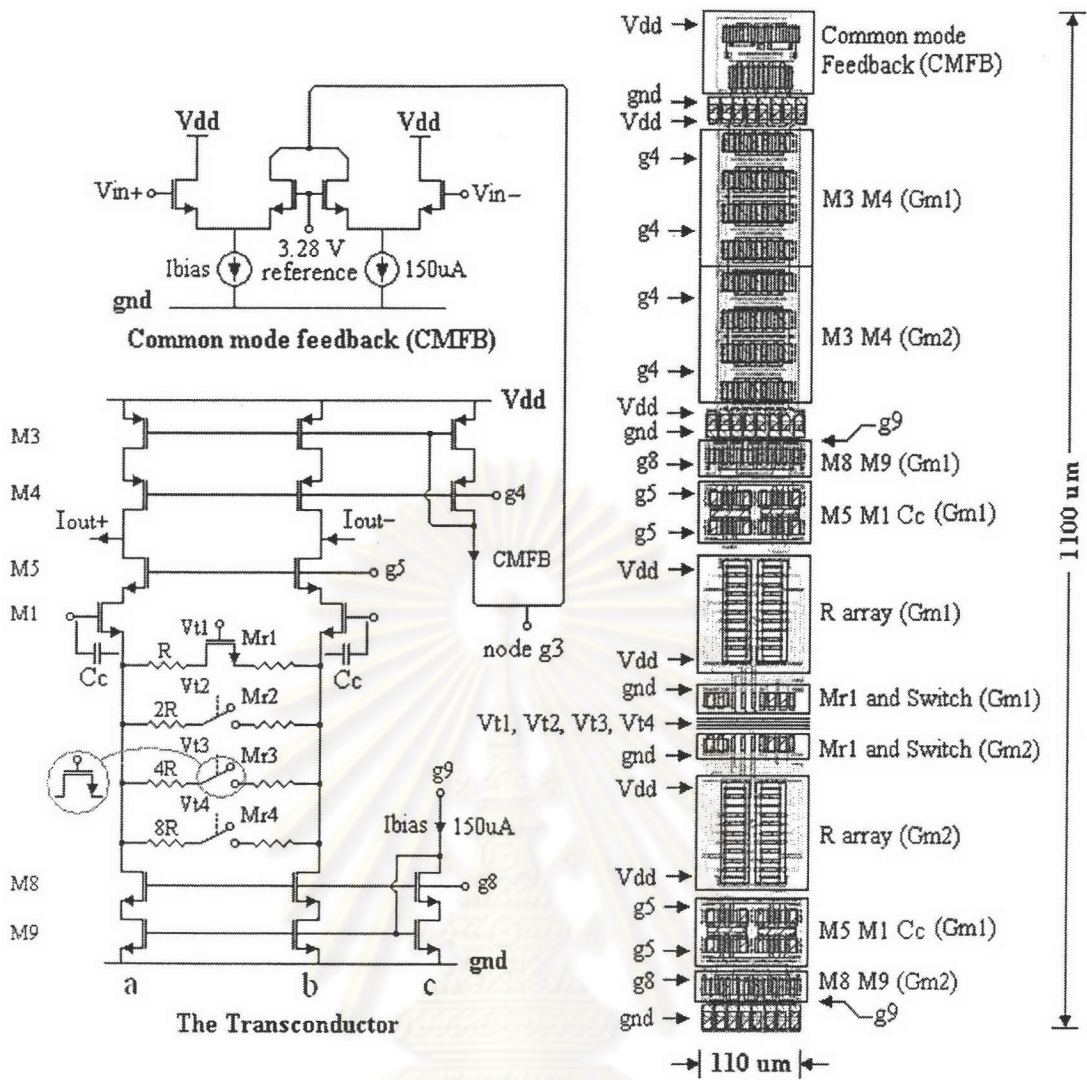 Vdd
Vdd
Vin+
Vin−
Ibias
3.28 V
reference
150uA
gnd
Common mode feedback (CMFB)
Vdd
M3
M4
g4
Iout+
Iout−
CMFB
M5
g5
M1
Vt1
Mr1
node g3
R
Cc
Cc
Vt2
Mr2
2R
Vt3
Mr3
4R
g9
Vt4
Mr4
Ibias
150uA
8R
M8
g8
M9
gnd
a
b
c
The Transconductor
Vdd
Common mode
Feedback (CMFB)
gnd
Vdd
g4
M3 M4 (Gm1)
g4
g4
M3 M4 (Gm2)
g4
Vdd
g9
gnd
g8
M8 M9 (Gm1)
g5
M5 M1 Cc (Gm1)
g5
Vdd
R array (Gm1)
Vdd
gnd
Mr1 and Switch (Gm1)
Vt1, Vt2, Vt3, Vt4
Mr1 and Switch (Gm2)
gnd
Vdd
R array (Gm2)
Vdd
g5
M5 M1 Cc (Gm1)
g5
g8
M8 M9 (Gm2)
g9
gnd
110 um
1100 um